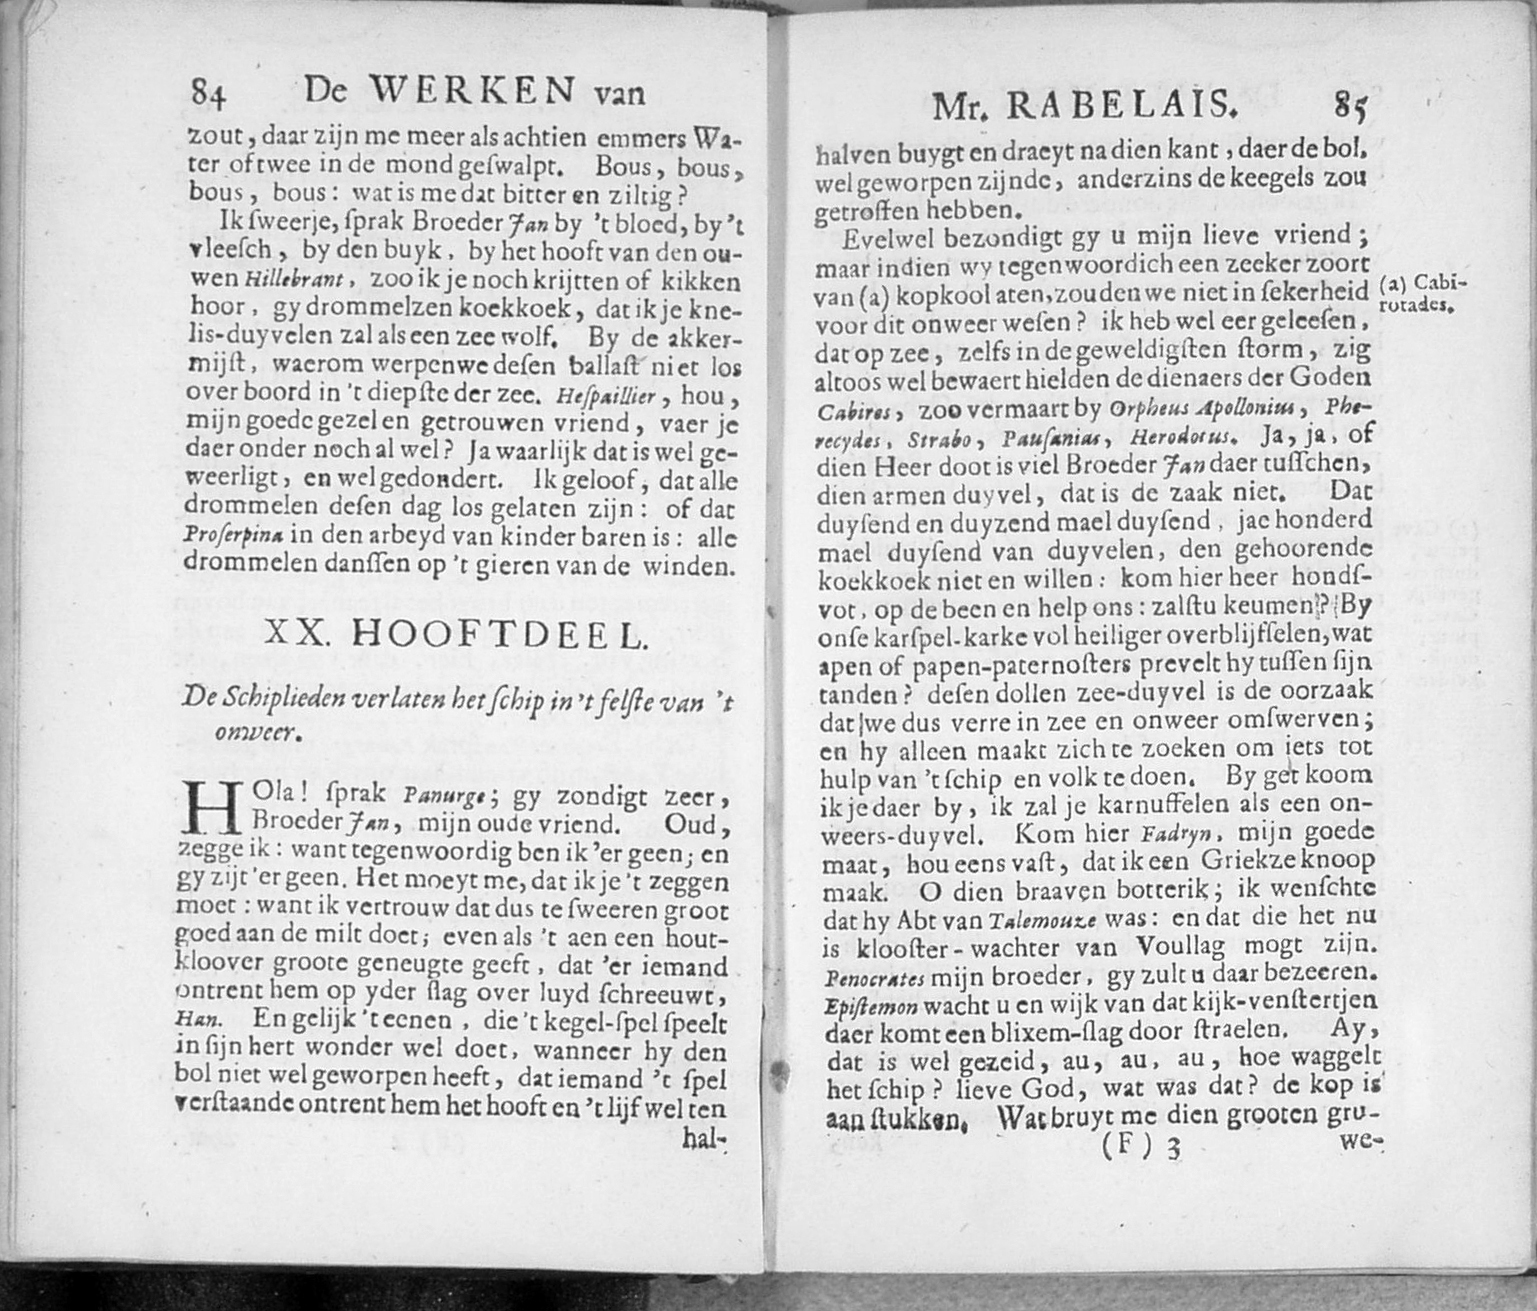 84 De WERKEN van
zout, daar zijn me meer als achtien emmers Wa-
ter of twee in de mond geſwalpt. Bous, bous,
bous, bous: wat is me dat bitter en ziltig?
Ik ſweerje, ſprak Broeder Jan by 't bloed, by 't
vleeſch, by den buyk, by het hooft van den ou-
wen Hillebrant, zoo ik je noch krijtten of kikken
hoor, gy drommelzen koekkoek, dat ik je kne-
lis-duyvelen zal als een zee wolf. By de akker-
mijſt, waerom werpenwe deſen ballaſt niet los
over boord in 't diepſte der zee. Heſpaillier, hou,
mijn goede gezel en getrouwen vriend, vaer je
daer onder noch al wel? Ja waarlijk dat is wel ge-
weerligt, en wel gedondert. Ik geloof, dat alle
drommelen deſen dag los gelaten zijn: of dat
Proſerpina in den arbeyd van kinder baren is: alle
drommelen danſſen op 't gieren van de winden.
XX. HOOFTDEEL.
De Schiplieden verlaten het ſchip in 't felſte van 't
onweer.
HOla! ſprak Panurge; gy zondigt zeer,
Broeder Jan, mijn oude vriend. Oud,
zegge ik: want tegenwoordig ben ik 'er geen; en
gy zijt 'er geen. Het moeyt me, dat ik je 't zeggen
moet: want ik vertrouw dat dus te ſweeren groot
goed aan de milt doet; even als 't aen een hout-
kloover groote geneugte geeft, dat 'er iemand
ontrent hem op yder ſlag over luyd ſchreeuwt,
Han. En gelijk 't eenen, die 't kegel-ſpel ſpeelt
in ſijn hert wonder wel doet, wanneer hy den
bol niet wel geworpen heeft, dat iemand 't ſpel
verſtaande ontrent hem het hooft en 't lijf wel ten
hal-
Mr. RABELAIS. 85
halven buygt en draeyt na dien kant, daer de bol,
wel geworpen zijnde, anderzins de keegels zou
getroffen hebben.
Evelwel bezondigt gy u mijn lieve vriend;
maar indien wy tegenwoordich een zeeker zoort
van (a) kopkool aten, zouden we niet in ſekerheid
voor dit onweer weſen? ik heb wel eer geleeſen,
dat op zee, zelfs in de geweldigſten ſtorm, zig
altoos wel bewaert hielden de dienaers der Goden
Cabires, zoo vermaart by Orpheus Apollonius, Phe-
recydes, Strabo, Pauſanias, Herodotus. Ja, ja, of
dien Heer doot is viel Broeder Jan daer tuſſchen,
dien armen duyvel, dat is de zaak niet. Dat
duyſend en duyzend mael duyſend, jae honderd
mael duyſend van duyvelen, den gehoorende
koekkoek niet en willen: kom hier heer hondſ-
vot, op de been en help ons: zalſtu keumen? By
onſe karſpel-karke vol heiliger overblijfſelen, wat
apen of papen-paternoſters prevelt hy tuſſen ſijn
tanden? deſen dollen zee-duyvel is de oorzaak
dat we dus verre in zee en onweer omſwerven;
en hy alleen maakt zich te zoeken om iets tot
hulp van 't ſchip en volk te doen. By get koom
ik je daer by, ik zal je karnuffelen als een on-
weers-duyvel. Kom hier Fadryn, mijn goede
maat, hou eens vaſt, dat ik een Griekze knoop
maak. O dien braaven botterik; ik wenſchte
dat hy Abt van Talemouze was: en dat die het nu
is klooſter-wachter van Voullag mogt zijn.
Penocrates mijn broeder, gy zult u daar bezeeren.
Epiſtemon wacht u en wijk van dat kijk-venſtertjen
daer komt een blixem-ſlag door ſtraelen. Ay,
dat is wel gezeid, au, au, au, hoe waggelt
het ſchip? lieve God, wat was dat? de kop is
aan ſtukken. Wat bruyt me dien grooten gru-
(F) 3 we-
(a) Cabi-
rotades.